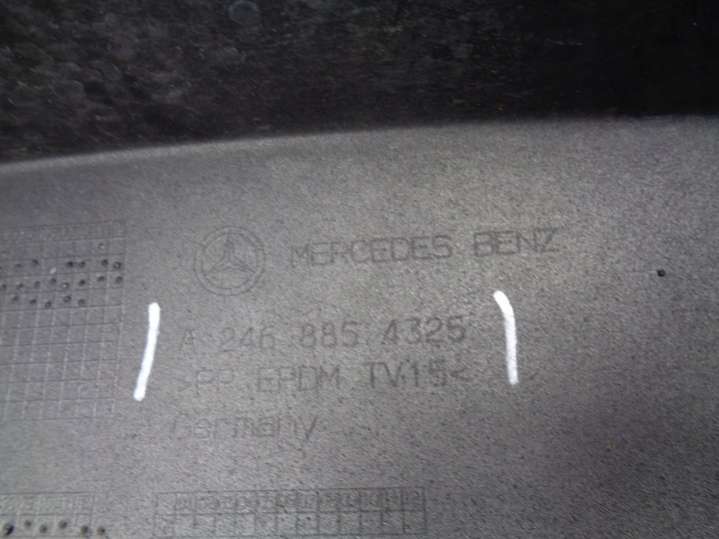 MERCEDES BENZ
A 246 885 4325
>PP EPDM TV15<
Germany